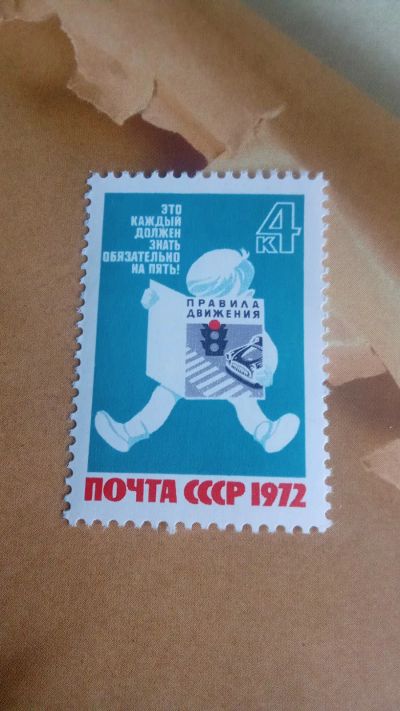 ЭТО
КАЖДЫЙ
ДОЛЖЕН
ЗНАТЬ
ОБЯЗАТЕЛЬНО
НА ПЯТЬ!
4
К
ПРАВИЛА
ДВИЖЕНИЯ
ПОЧТА СССР 1972